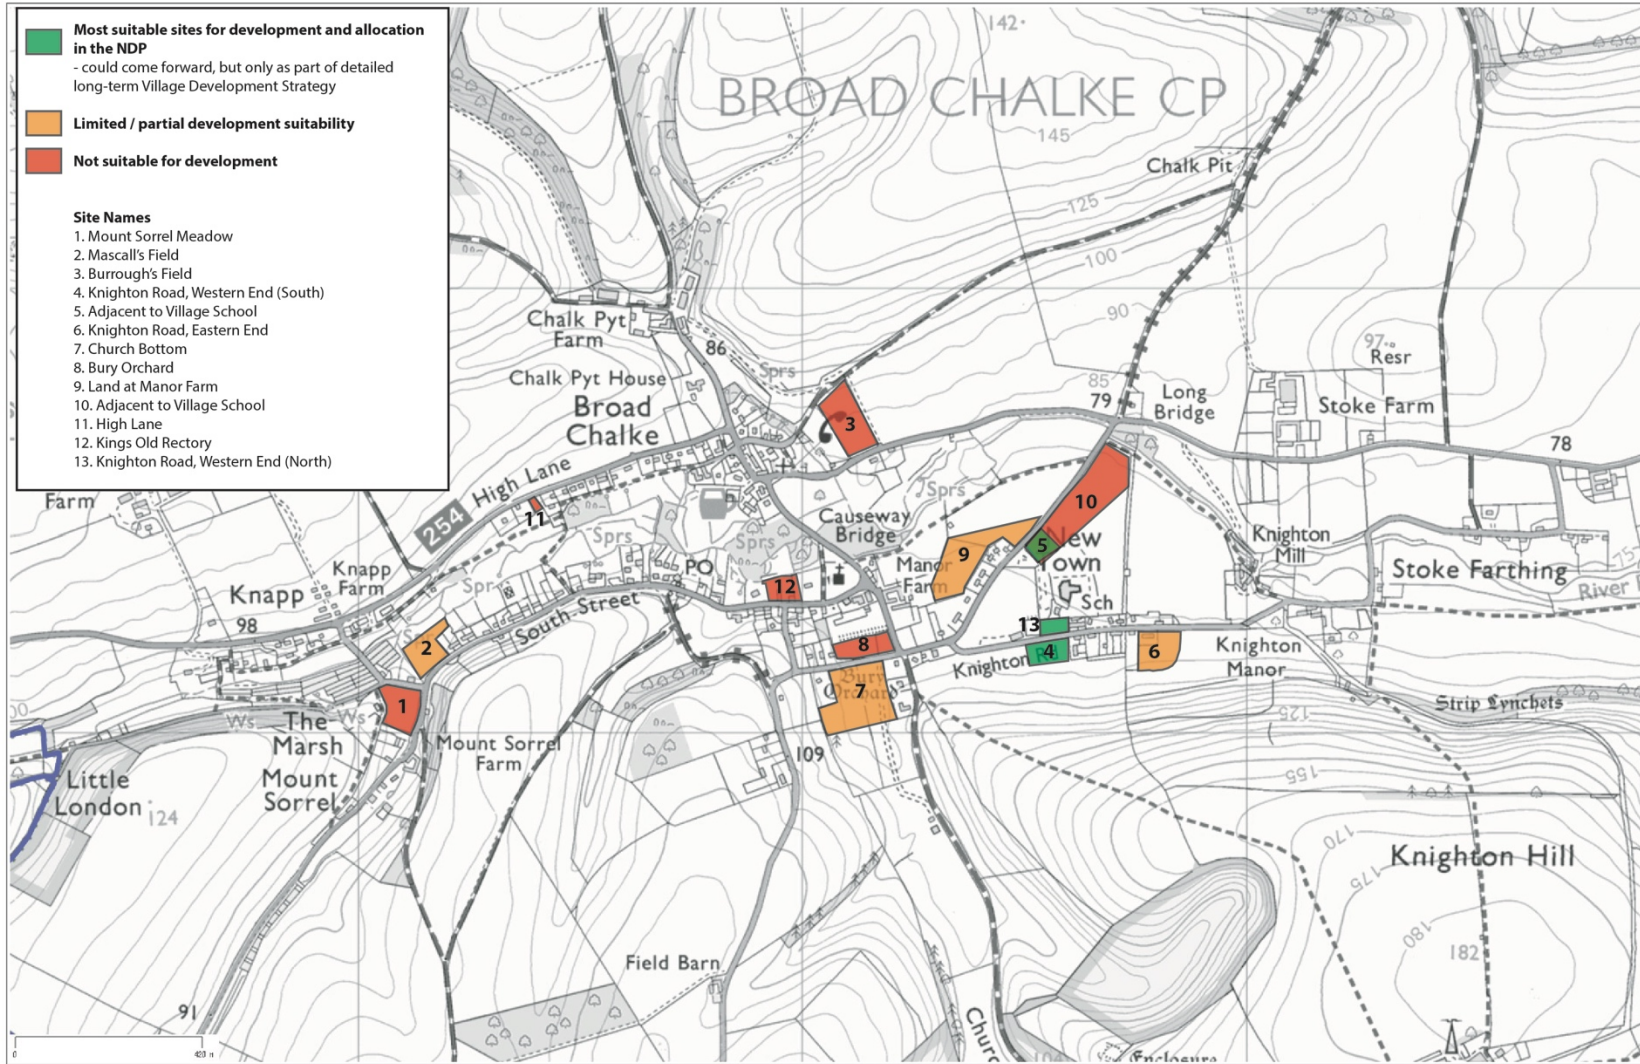 Most suitable sites for development and allocation
in the NDP
- could come forward, but only as part of detailed
long-term Village Development Strategy
Limited / partial development suitability
Not suitable for development
Site Names
1. Mount Sorrel Meadow
2. Mascall's Field
3. Burrough's Field
4. Knighton Road, Western End (South)
5. Adjacent to Village School
6. Knighton Road, Eastern End
7. Church Bottom
8. Bury Orchard
9. Land at Manor Farm
10. Adjacent to Village School
11. High Lane
12. Kings Old Rectory
13. Knighton Road, Western End (North)
142
BROAD CHALKE CP
145
Chalk Pit
125
100
90
Chalk Pyt
Farm
86
Sprs
97
Resr
Chalk Pyt House
85
79
Long
Bridge
Stoke Farm
Broad
Chalke
3
78
High Lane
254
Farm
11
Sprs
10
Sprs
Sprs
Causeway
Bridge
9
5
New
Town
Knighton
Mill
Knapp
Farm
PO
Manor
Farm
Stoke Farthing
Knapp
Spr
12
Sch
River
98
South Street
13
2
8
Knighton
Rd
4
6
Knighton
Manor
Bury
Orchard
7
1
Strip Lynchets
Ws
The
Marsh
Ws
125
Mount Sorrel
Farm
109
155
Little
London
124
Mount
Sorrel
170
175
Knighton Hill
180
182
Field Barn
91
Enclosure
0